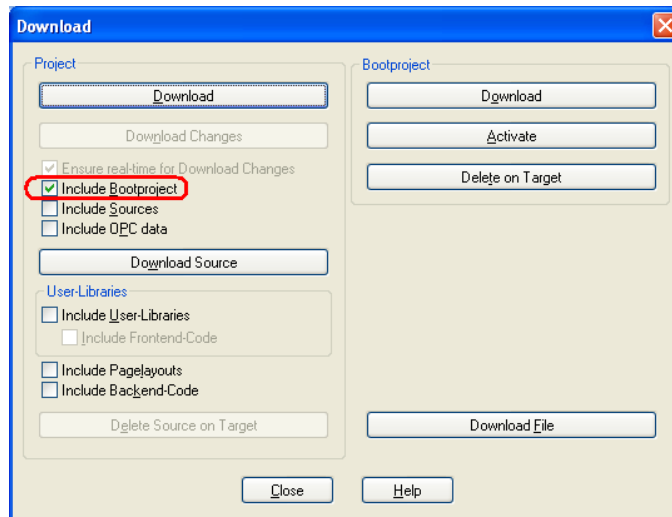 Download
Project
Download
Download Changes
Ensure real-time for Download Changes
Include Bootproject
Include Sources
Include OPC data
Download Source
User-Libraries
Include User-Libraries
Include Frontend-Code
Include Pagelayouts
Include Backend-Code
Delete Source on Target
Bootproject
Download
Activate
Delete on Target
Download File
Close
Help